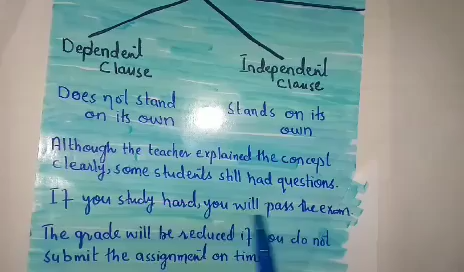 Dependent
Clause
Independent
Clause
Does not stand
on its own
Stands on its
own
Although the teacher explained the concept
clearly, some students still had questions.
If you study hard, you will pass the exam.
The grade will be reduced if you do not
submit the assignment on time